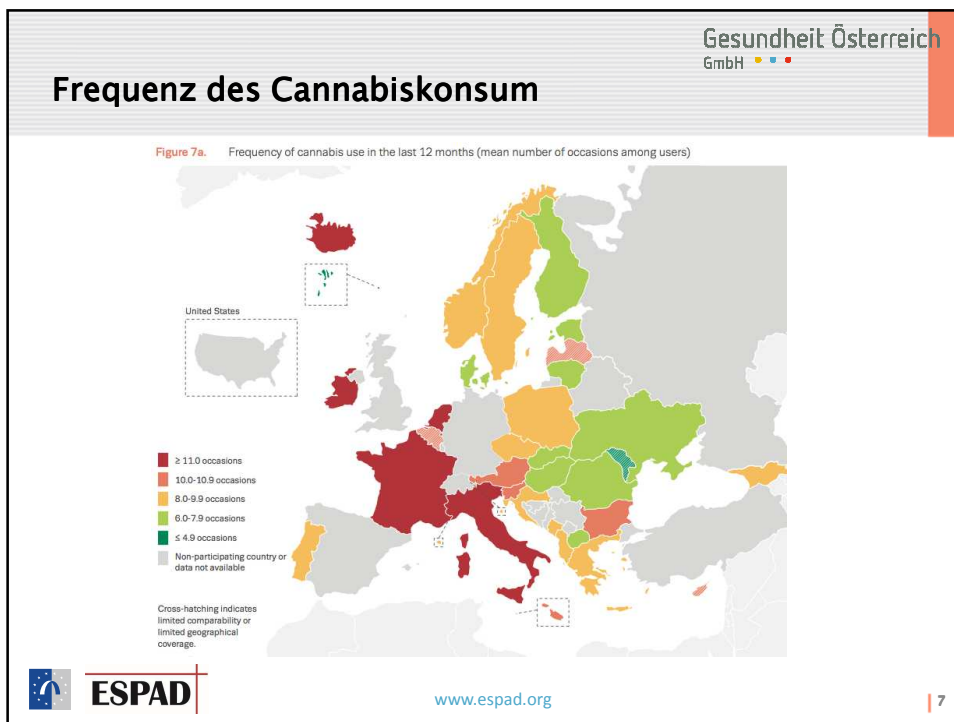 Gesundheit Österreich
GmbH
Frequenz des Cannabiskonsum
Figure 7a. Frequency of cannabis use in the last 12 months (mean number of occasions among users)
United States
≥ 11.0 occasions
10.0-10.9 occasions
8.0-9.9 occasions
6.0-7.9 occasions
≤ 4.9 occasions
Non-participating country or
data not available
Cross-hatching indicates
limited comparability or
limited geographical
coverage.
ESPAD
www.espad.org
7